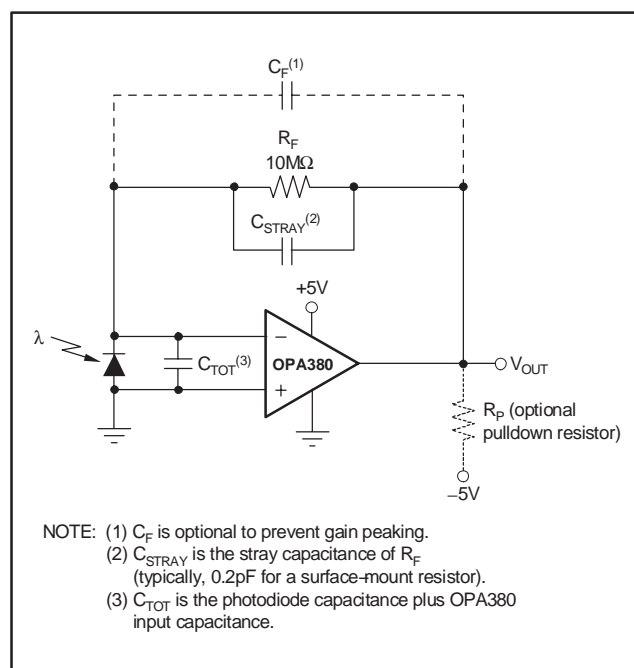 C_F(1)
R_F
10MΩ
C_STRAY(2)
+5V
λ
C_TOT(3)
−
OPA380
+
V_OUT
R_P (optional
pulldown resistor)
−5V
NOTE: (1) C_F is optional to prevent gain peaking.
(2) C_STRAY is the stray capacitance of R_F
(typically, 0.2pF for a surface−mount resistor).
(3) C_TOT is the photodiode capacitance plus OPA380
input capacitance.